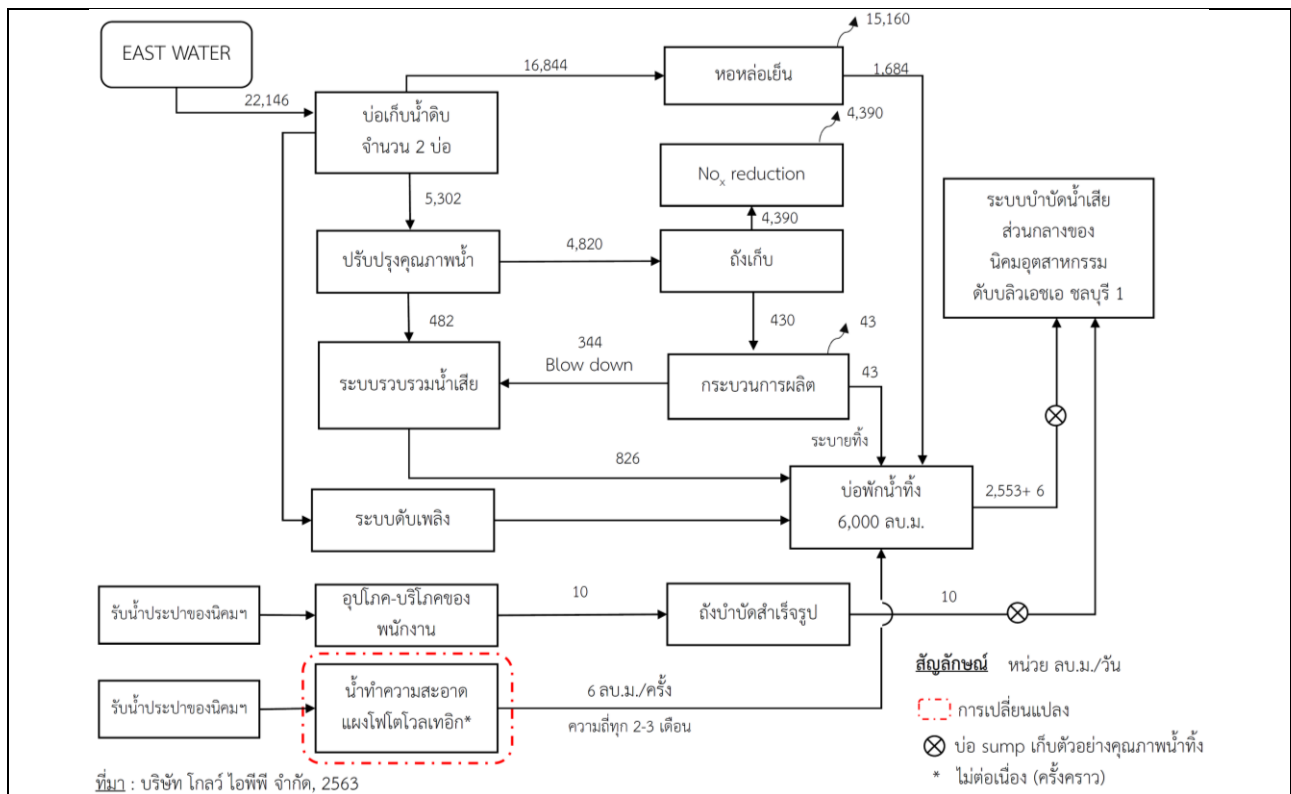 EAST WATER
22,146
บ่อเก็บน้ำดิบ
จำนวน 2 บ่อ
16,844
หอหล่อเย็น
15,160
1,684
5,302
ปรับปรุงคุณภาพน้ำ
4,820
ถังเก็บ
4,390
Noₓ reduction
4,390
482
430
ระบบรวบรวมน้ำเสีย
344
Blow down
กระบวนการผลิต
43
43
ระบายทิ้ง
826
บ่อพักน้ำทิ้ง
6,000 ลบ.ม.
2,553+ 6
ระบบบำบัดน้ำเสีย
ส่วนกลางของ
นิคมอุตสาหกรรม
ดับบลิวเอชเอ ชลบุรี 1
ระบบดับเพลิง
รับน้ำประปาของนิคมฯ
อุปโภค-บริโภคของ
พนักงาน
10
ถังบำบัดสำเร็จรูป
10
รับน้ำประปาของนิคมฯ
น้ำทำความสะอาด
แผงโฟโตโวลเทอิก*
6 ลบ.ม./ครั้ง
ความถี่ทุก 2-3 เดือน
สัญลักษณ์ หน่วย ลบ.ม./วัน
การเปลี่ยนแปลง
บ่อ sump เก็บตัวอย่างคุณภาพน้ำทิ้ง
* ไม่ต่อเนื่อง (ครั้งคราว)
ที่มา : บริษัท โกลว์ ไอพีพี จำกัด, 2563